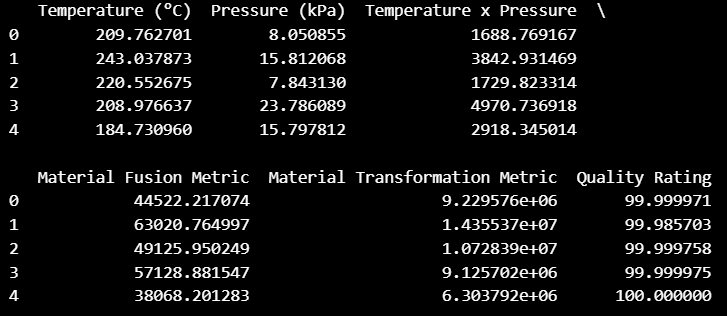 Temperature (°C)  Pressure (kPa)  Temperature x Pressure  \
0        209.762701        8.050855             1688.769167
1        243.037873       15.812068             3842.931469
2        220.552675        7.843130             1729.823314
3        208.976637       23.786089             4970.736918
4        184.730960       15.797812             2918.345014

   Material Fusion Metric  Material Transformation Metric  Quality Rating
0            44522.217074                    9.229576e+06       99.999971
1            63020.764997                    1.435537e+07       99.985703
2            49125.950249                    1.072839e+07       99.999758
3            57128.881547                    9.125702e+06       99.999975
4            38068.201283                    6.303792e+06      100.000000